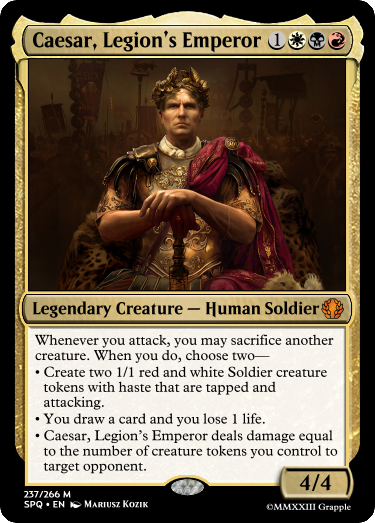 Caesar, Legion's Emperor 1
Legendary Creature — Human Soldier
Whenever you attack, you may sacrifice another
creature. When you do, choose two—
• Create two 1/1 red and white Soldier creature
tokens with haste that are tapped and
attacking.
• You draw a card and you lose 1 life.
• Caesar, Legion's Emperor deals damage equal
to the number of creature tokens you control to
target opponent.
4/4
237/266 M
SPQ • EN Mariusz Kozik
©MMXXIII Grapple